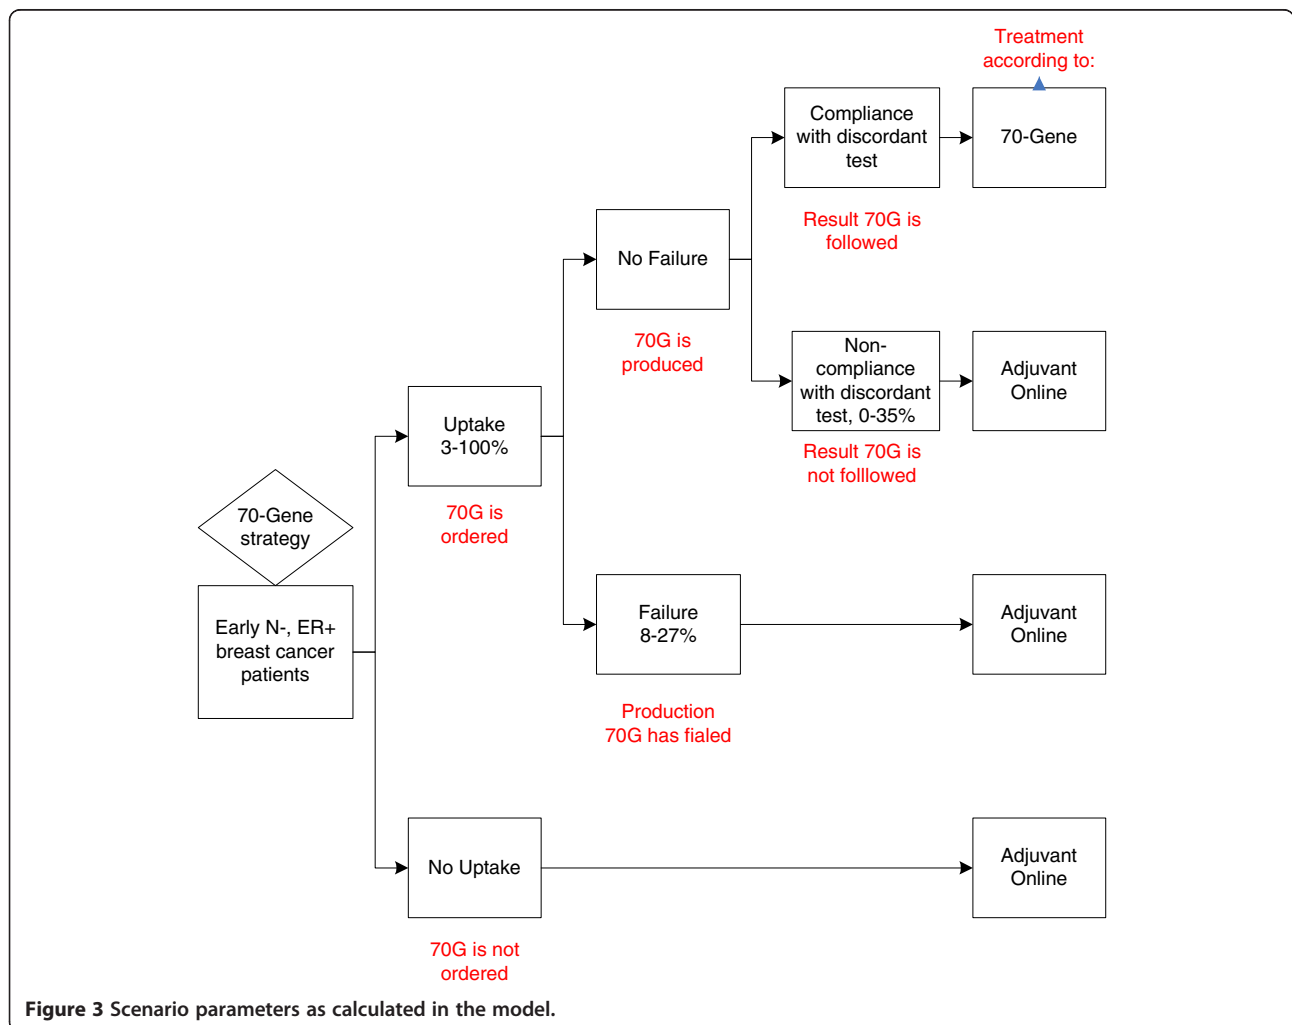 Treatment
according to:
Compliance
with discordant
test
70-Gene
Result 70G is
followed
No Failure
70G is
produced
Non-
compliance
with discordant
test, 0-35%
Adjuvant
Online
Result 70G is
not folllowed
Uptake
3-100%
70G is
ordered
70-Gene
strategy
Early N-, ER+
breast cancer
patients
Failure
8-27%
Adjuvant
Online
Production
70G has fialed
No Uptake
Adjuvant
Online
70G is not
ordered
Figure 3 Scenario parameters as calculated in the model.